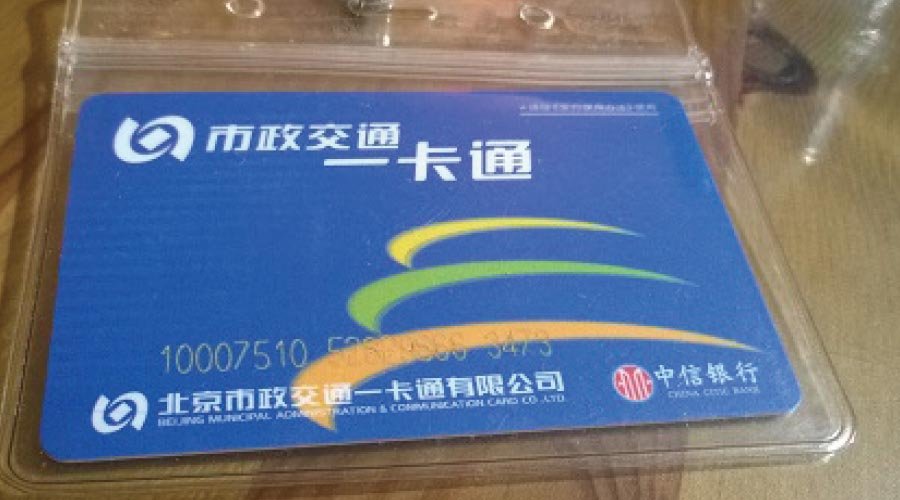 市政交通
一卡通
10007510 3473
北京市政交通一卡通有限公司
BEIJING MUNICIPAL ADMINISTRATION & COMMUNICATION CARD CO.,LTD
中信银行
CHINA CITIC BANK